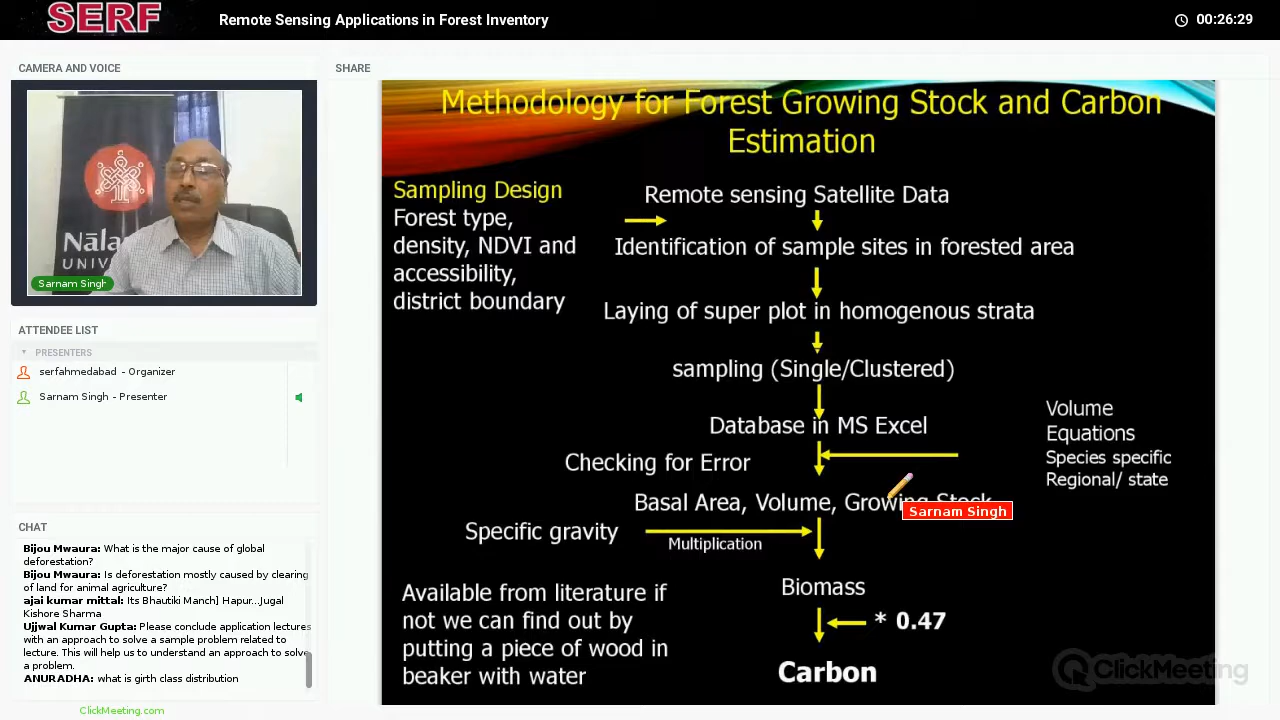 SERF
Remote Sensing Applications in Forest Inventory
00:26:29
CAMERA AND VOICE
Nāla
UNIV
Sarnam Singh
ATTENDEE LIST
PRESENTERS
serfahmedabad - Organizer
Sarnam Singh - Presenter
CHAT
Bijou Mwaura: What is the major cause of global
deforestation?
Bijou Mwaura: Is deforestation mostly caused by clearing
of land for animal agriculture?
ajai kumar mittal: Its Bhautiki Manch] Hapur...Jugal
Kishore Sharma
Ujjwal Kumar Gupta: Please conclude application lectures
with an approach to solve a sample problem related to
lecture. This will help us to understand an approach to solve
a problem.
ANURADHA: what is girth class distribution
ClickMeeting.com
SHARE
Methodology for Forest Growing Stock and Carbon
Estimation
Sampling Design
Forest type,
density, NDVI and
accessibility,
district boundary
Remote sensing Satellite Data
Identification of sample sites in forested area
Laying of super plot in homogenous strata
sampling (Single/Clustered)
Database in MS Excel
Volume
Equations
Species specific
Regional/ state
Checking for Error
Basal Area, Volume, Growing Stock
Sarnam Singh
Specific gravity
Multiplication
Biomass
Available from literature if
not we can find out by
putting a piece of wood in
beaker with water
* 0.47
Carbon
ClickMeeting